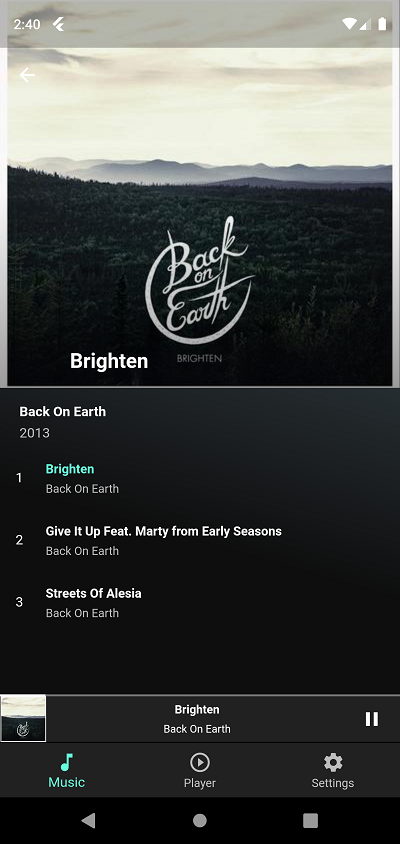 2:40
Back
on
Earth
BRIGHTEN
Brighten
Back On Earth
2013
1
Brighten
Back On Earth
2
Give It Up Feat. Marty from Early Seasons
Back On Earth
3
Streets Of Alesia
Back On Earth
Brighten
Back On Earth
Music
Player
Settings